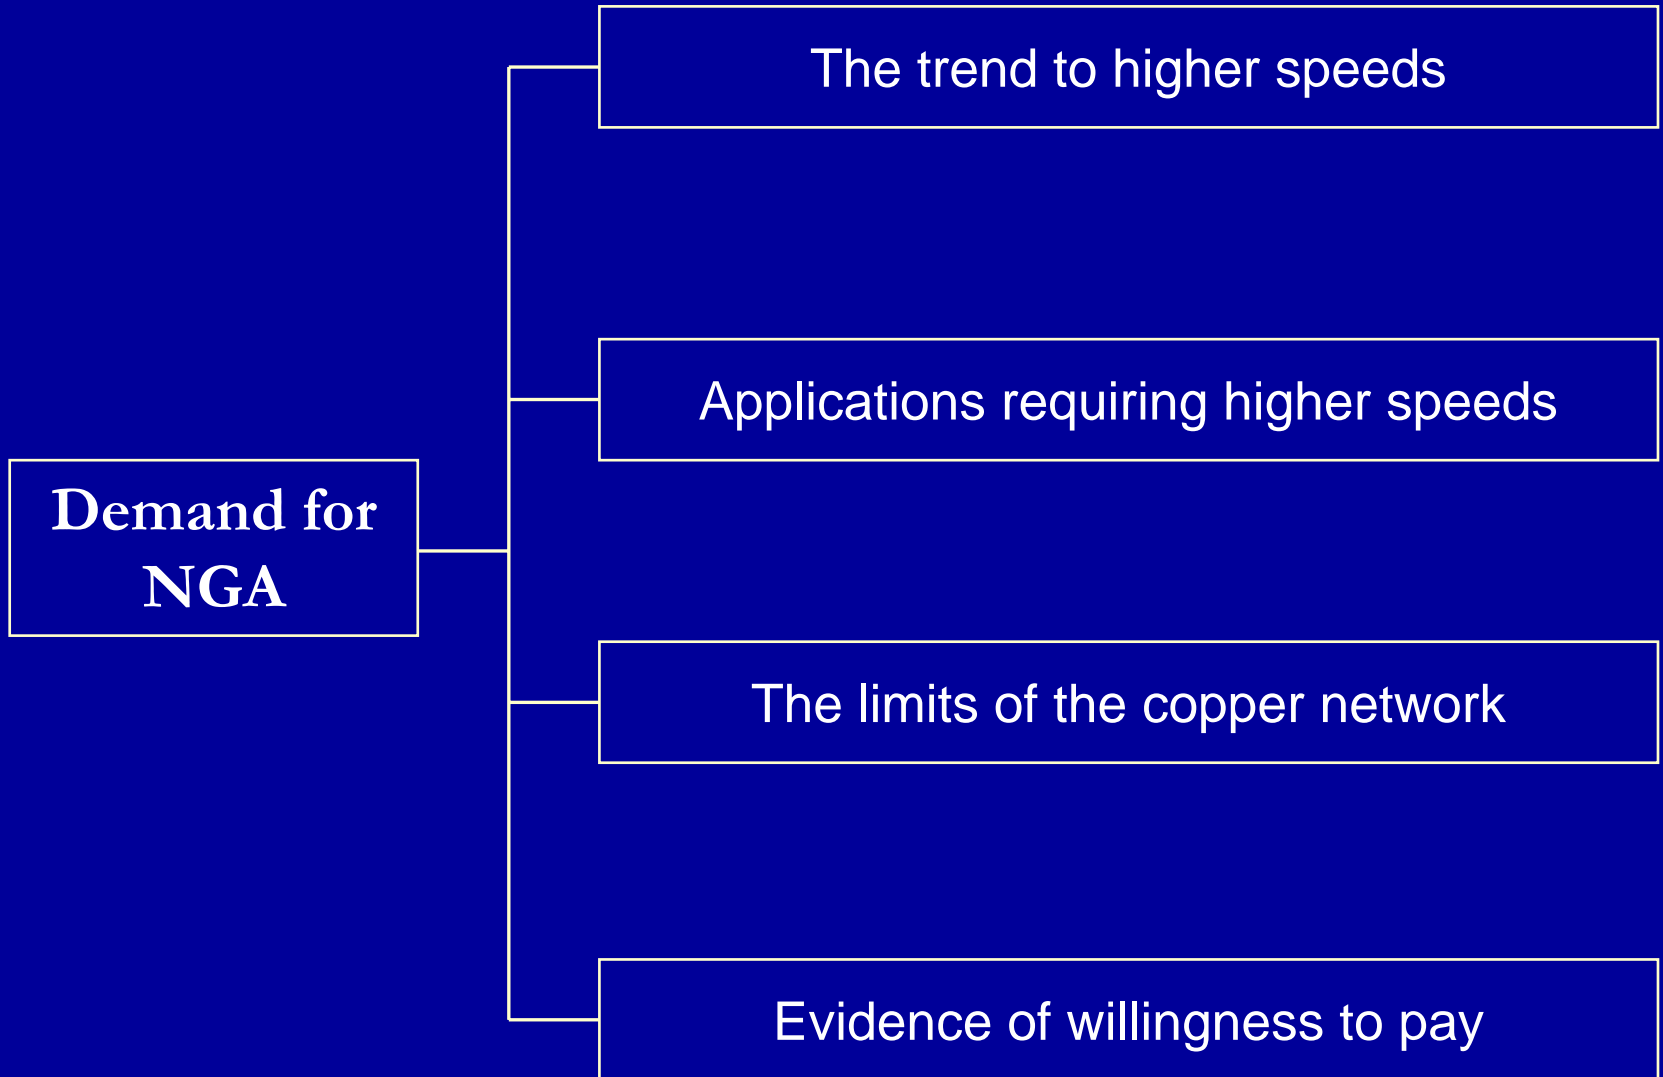 The trend to higher speeds
Applications requiring higher speeds
Demand for
NGA
The limits of the copper network
Evidence of willingness to pay